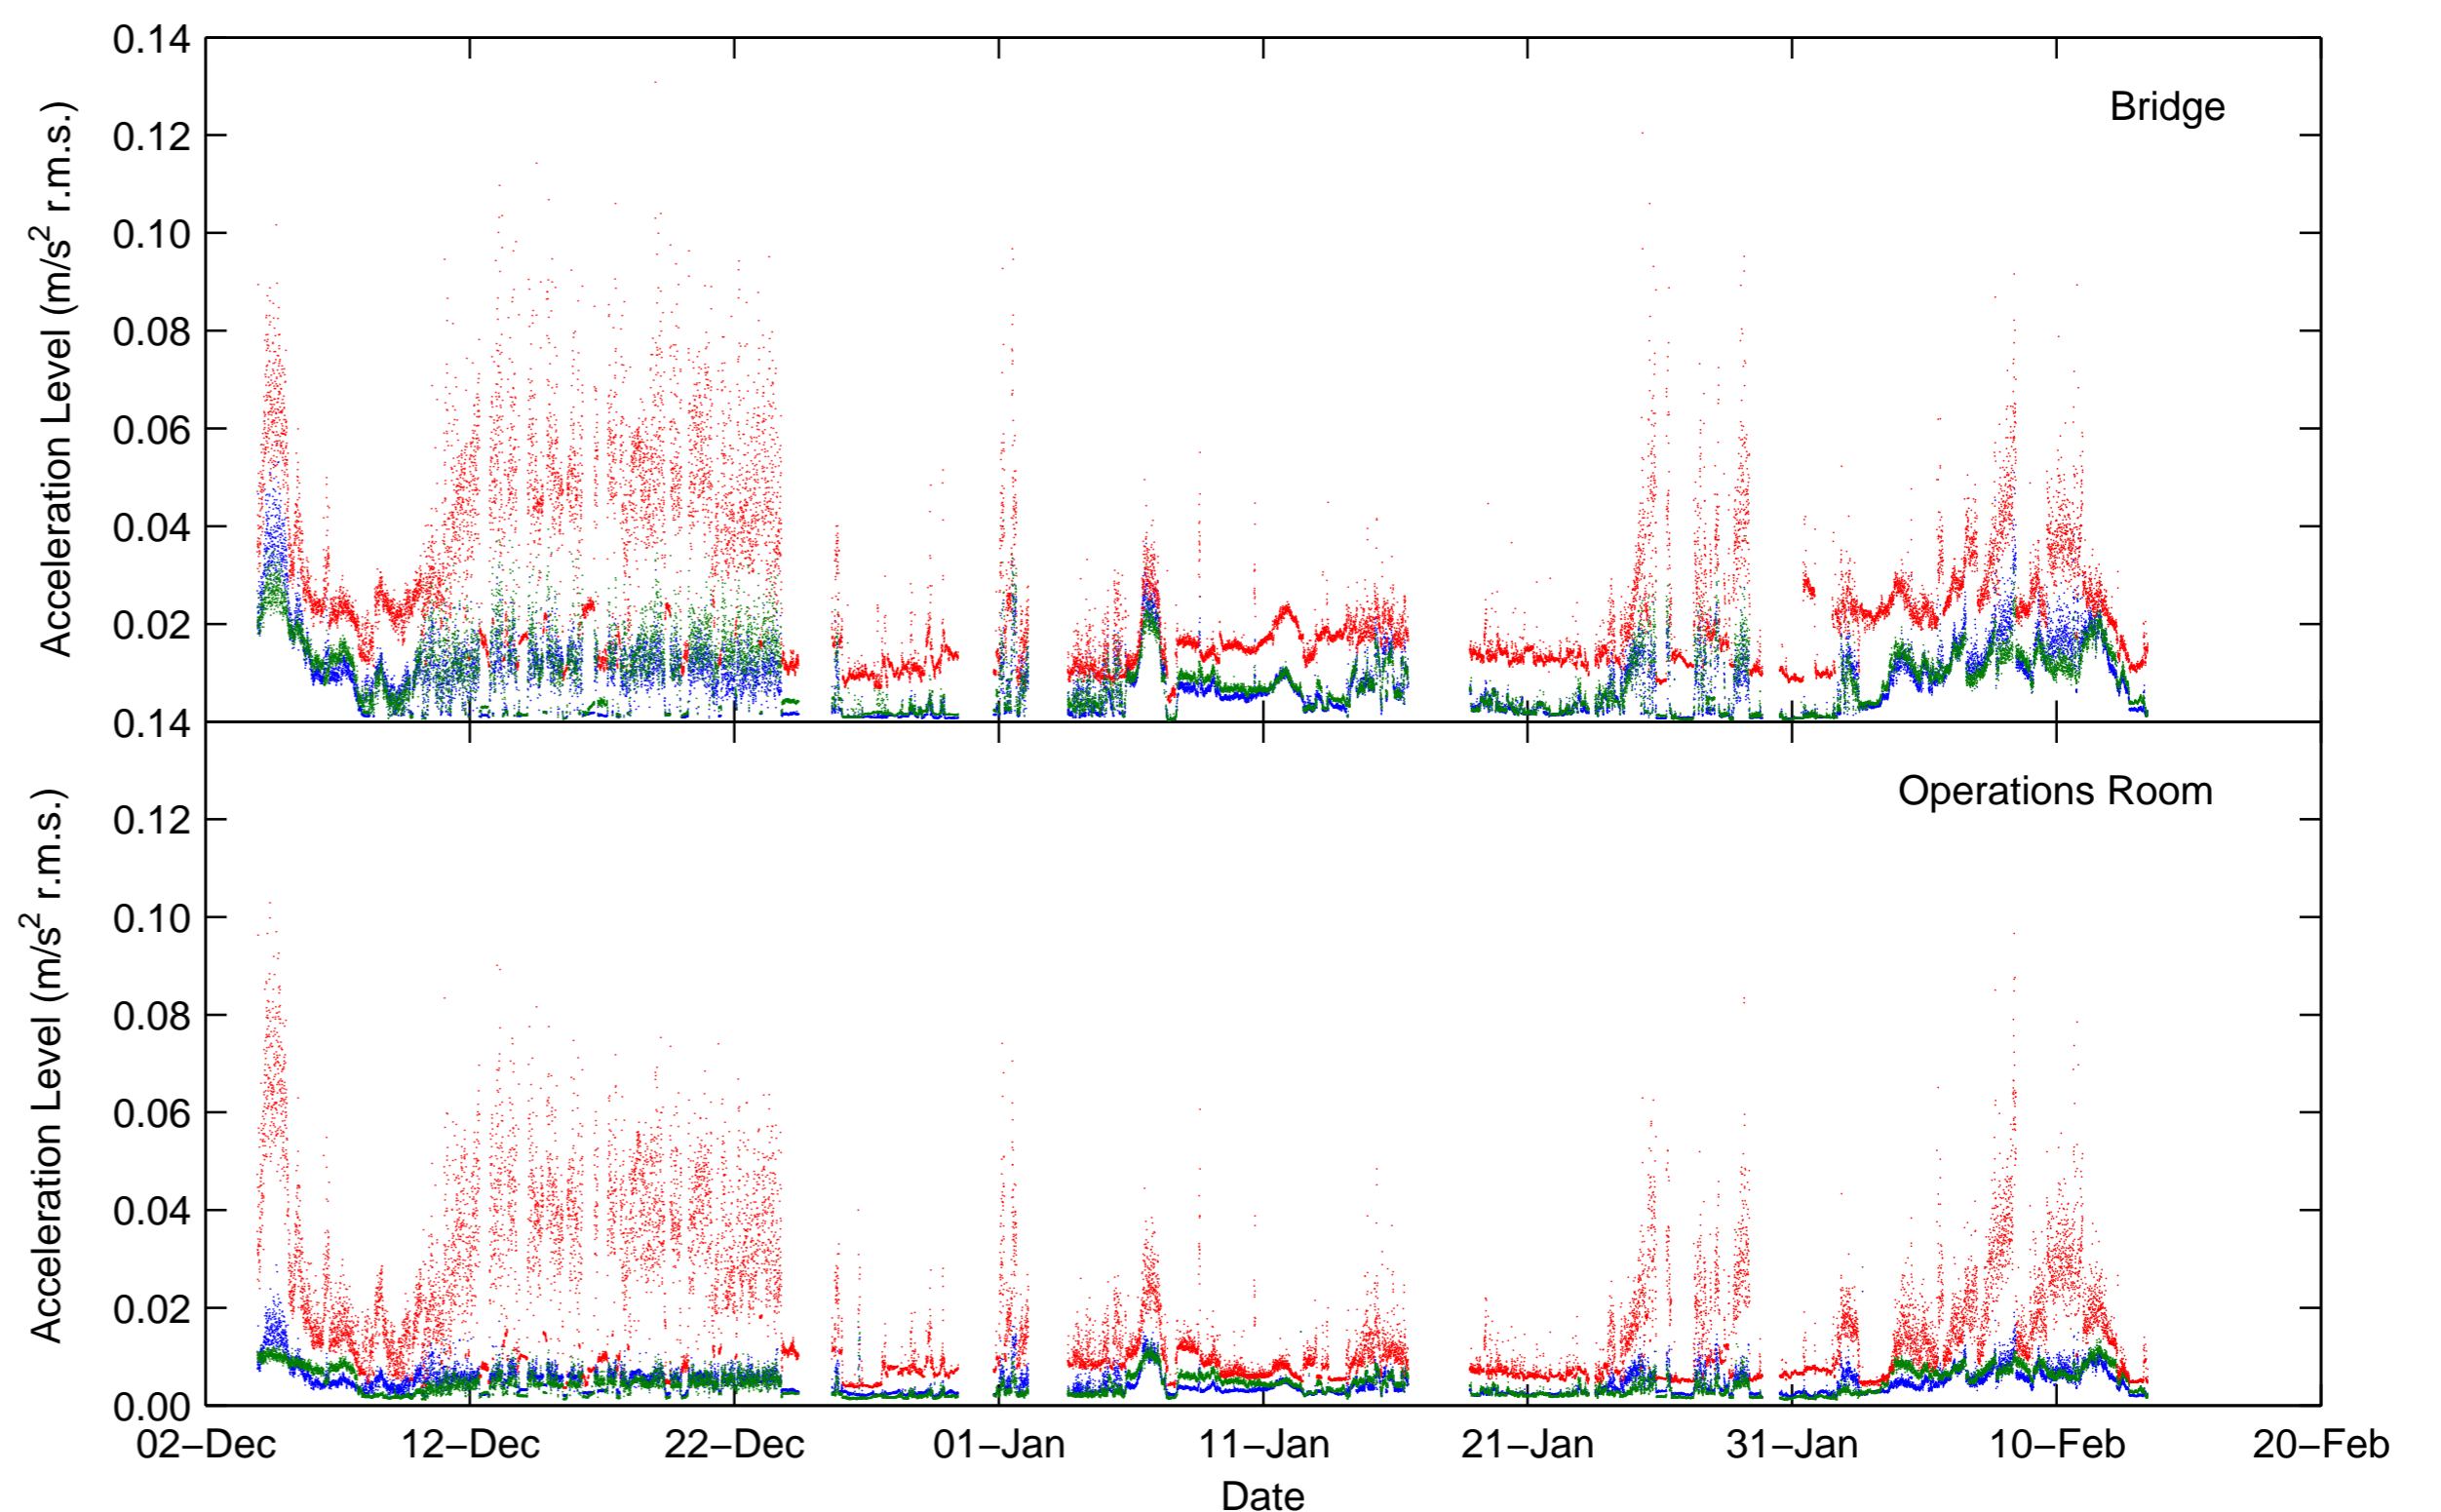 0.14
0.12
0.10
0.08
0.06
0.04
0.02
Acceleration Level (m/s² r.m.s.)
Bridge
0.14
0.12
0.10
0.08
0.06
0.04
0.02
0.00
Acceleration Level (m/s² r.m.s.)
Operations Room
02–Dec 12–Dec 22–Dec 01–Jan 11–Jan 21–Jan 31–Jan 10–Feb 20–Feb
Date